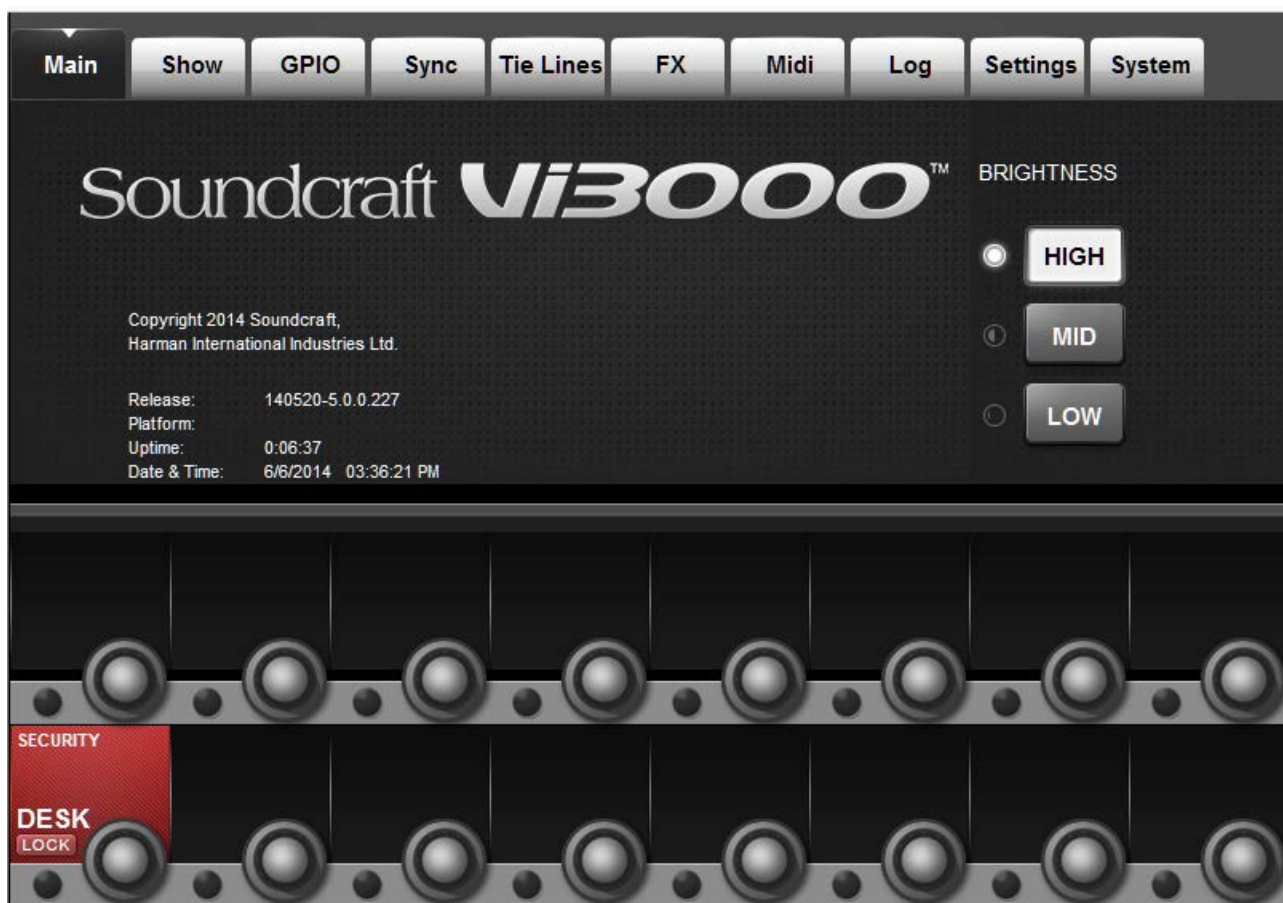 Main Show GPIO Sync Tie Lines FX Midi Log Settings System
Soundcraft Vi3000™
BRIGHTNESS
HIGH
MID
LOW
Copyright 2014 Soundcraft,
Harman International Industries Ltd.
Release: 140520-5.0.0.227
Platform:
Uptime: 0:06:37
Date & Time: 6/6/2014 03:36:21 PM
SECURITY
DESK
LOCK